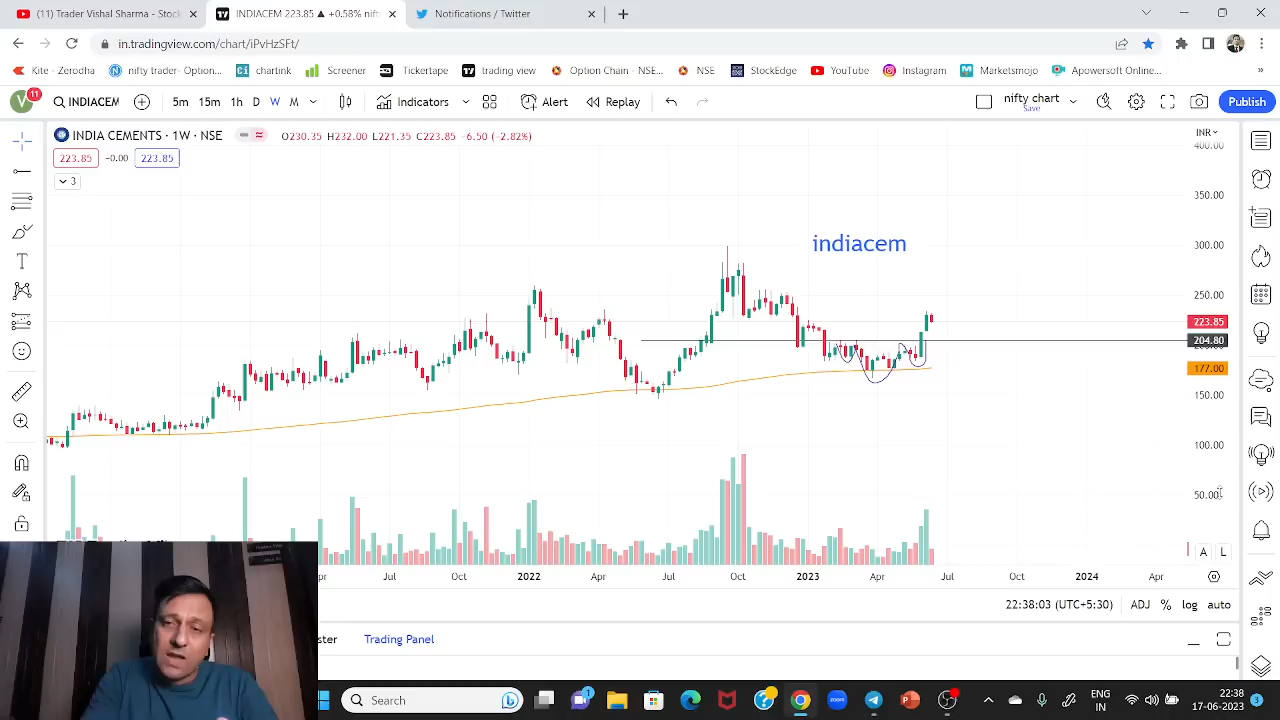 Trader Vishal Sharma - Stock
INDIACEM 223.85 ▲ +0.58% nift
Notifications / Twitter
in.tradingview.com/chart/iPvHzSFt/
Kite - Zerodha
nifty trader- Option...
chartink
Screener
Tickertape
trading view
Option Chain - NSE...
NSE
StockEdge
YouTube
Instagram
Marketsmojo
Apowersoft Online...
V 11
INDIACEM
5m 15m 1h D W M
Indicators
Alert
Replay
nifty chart
Save
Publish
INDIA CEMENTS · 1W · NSE
O230.35 H232.00 L221.35 C223.85 -6.50 (-2.82%)
INR
223.85 -0.00 223.85
3
400.00
350.00
300.00
250.00
223.85
204.80
177.00
150.00
100.00
50.00
indiacem
A L
Jul Oct 2022 Apr Jul Oct 2023 Apr Jul Oct 2024 Apr
22:38:03 (UTC+5:30) ADJ % log auto
ster
Trading Panel
Search
ENG
IN
22:38
17-06-2023